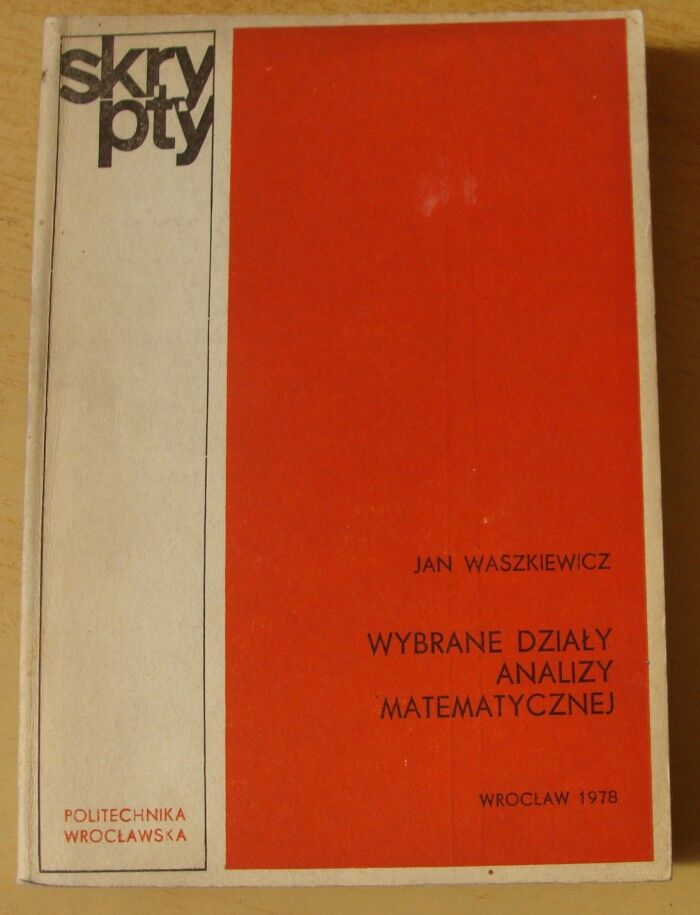 skry
pty
JAN WASZKIEWICZ
WYBRANE DZIAŁY
ANALIZY
MATEMATYCZNEJ
WROCŁAW 1978
POLITECHNIKA
WROCŁAWSKA